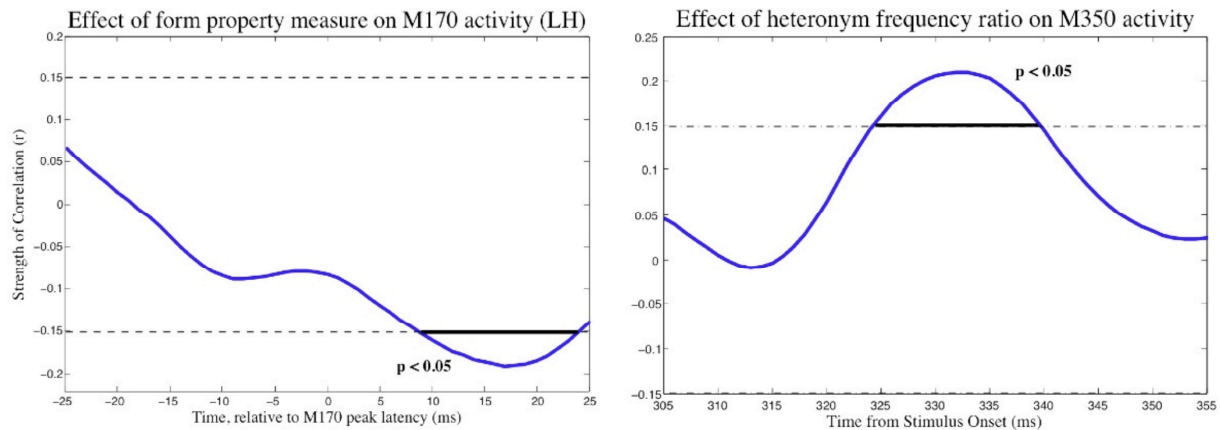 Effect of form property measure on M170 activity (LH)
0.2
0.15
0.1
0.05
0
−0.05
−0.1
−0.15
−0.2
Strength of Correlation (r)
p < 0.05
−25 −20 −15 −10 −5 0 5 10 15 20 25
Time, relative to M170 peak latency (ms)
Effect of heteronym frequency ratio on M350 activity
0.25
0.2
0.15
0.1
0.05
0
−0.05
−0.1
−0.15
p < 0.05
305 310 315 320 325 330 335 340 345 350 355
Time from Stimulus Onset (ms)